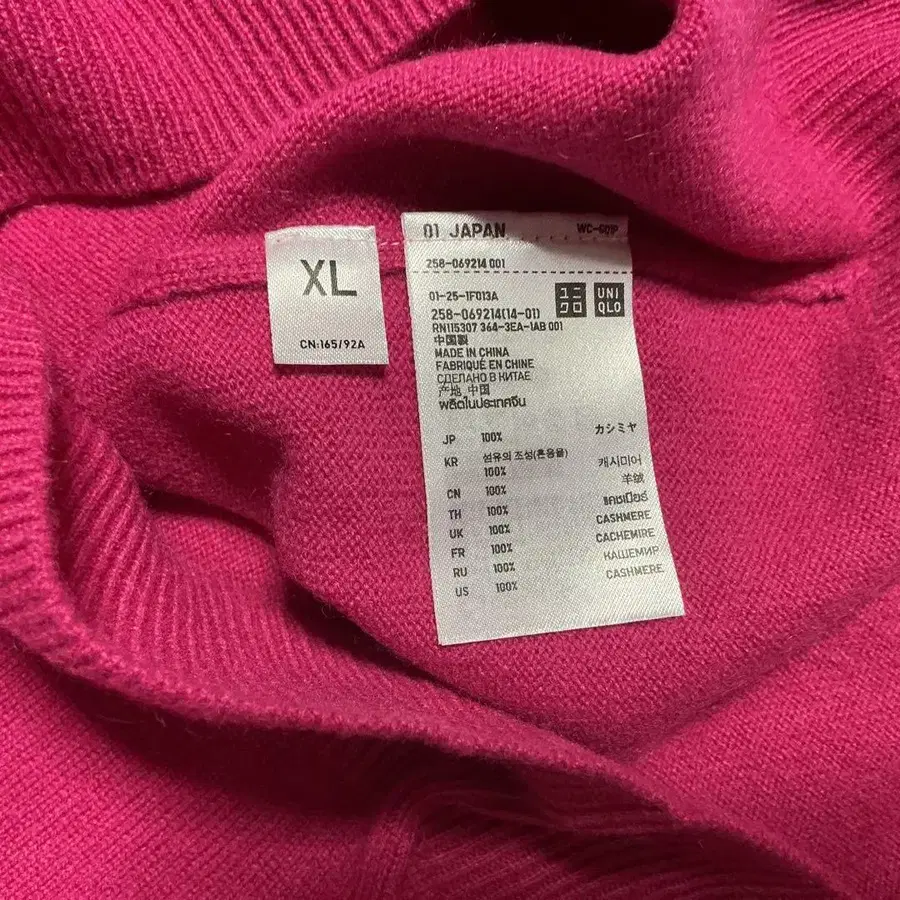 XL
CN:165/92A
01 JAPAN WC-G01P
258-069214 001
01-25-1F013A
ユニ
クロ
UNI
QLO
258-069214(14-01)
RN115307 364-3EA-1AB 001
中国製
MADE IN CHINA
FABRIQUÉ EN CHINE
СДЕЛАНО В КИТАЕ
产地 中国
ผลิตในประเทศจีน
JP 100% カシミヤ
KR 섬유의 조성(혼용율)
100% 캐시미어
CN 100% 羊絨
TH 100% แคชเมียร์
UK 100% CASHMERE
FR 100% CACHEMIRE
RU 100% КАШЕМИР
US 100% CASHMERE